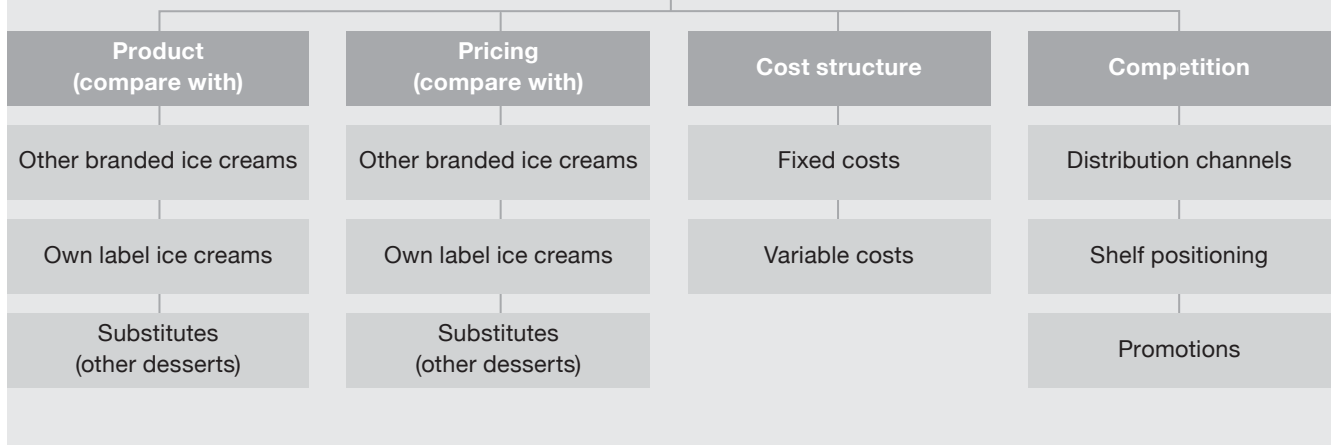 Product
(compare with)
Other branded ice creams
Own label ice creams
Substitutes
(other desserts)
Pricing
(compare with)
Other branded ice creams
Own label ice creams
Substitutes
(other desserts)
Cost structure
Fixed costs
Variable costs
Competition
Distribution channels
Shelf positioning
Promotions